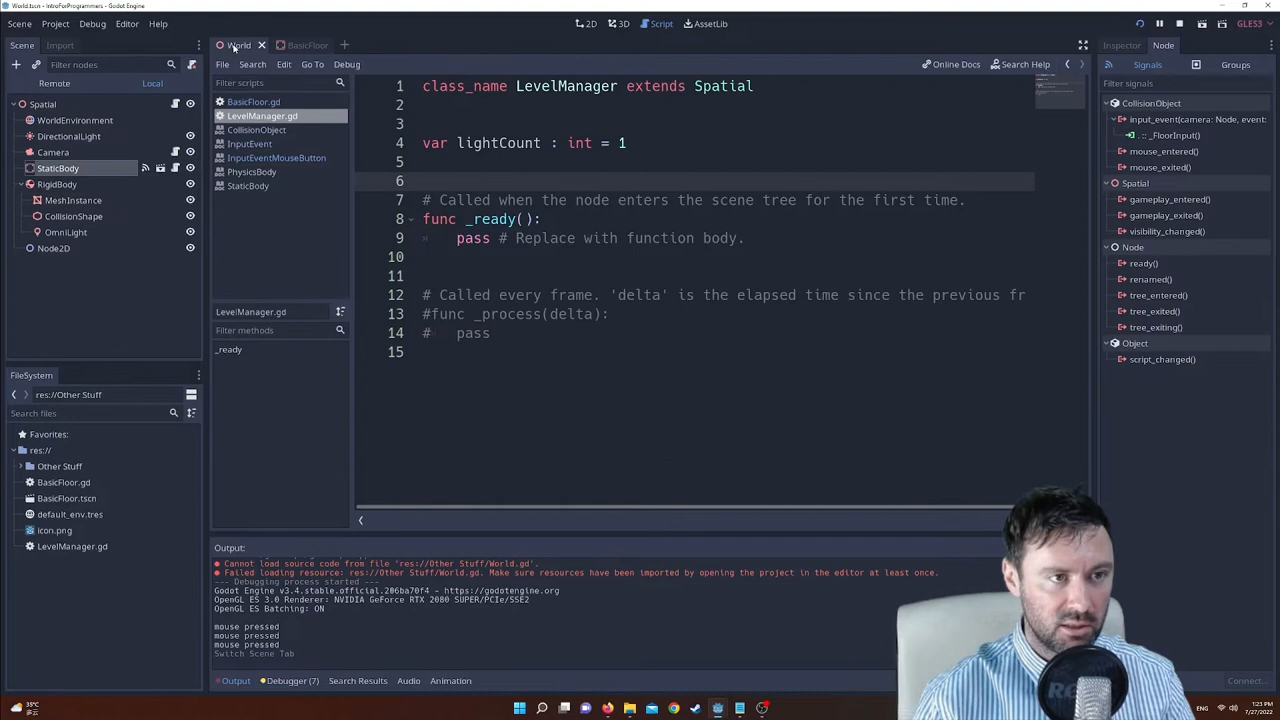 World.tscn - IntroForProgrammers - Godot Engine
Scene Project Debug Editor Help
2D 3D Script AssetLib
GLES3
Scene Import
World BasicFloor
Inspector Node
Filter nodes
File Search Edit Go To Debug
Online Docs Search Help
Signals Groups
Remote Local
Filter scripts
Filter signals
Spatial
WorldEnvironment
DirectionalLight
Camera
StaticBody
RigidBody
MeshInstance
CollisionShape
OmniLight
Node2D
BasicFloor.gd
LevelManager.gd
CollisionObject
InputEvent
InputEventMouseButton
PhysicsBody
StaticBody
LevelManager.gd
Filter methods
_ready
1 class_name LevelManager extends Spatial
2
3
4 var lightCount : int = 1
5
6
7 # Called when the node enters the scene tree for the first time.
8 func _ready():
9 pass # Replace with function body.
10
11
12 # Called every frame. 'delta' is the elapsed time since the previous fr
13 #func _process(delta):
14 # pass
15
CollisionObject
input_event(camera: Node, event:
.. :: _FloorInput()
mouse_entered()
mouse_exited()
Spatial
gameplay_entered()
gameplay_exited()
visibility_changed()
Node
ready()
renamed()
tree_entered()
tree_exited()
tree_exiting()
Object
script_changed()
FileSystem
res://Other Stuff
Search files
Favorites:
res://
Other Stuff
BasicFloor.gd
BasicFloor.tscn
default_env.tres
icon.png
LevelManager.gd
Output:
Cannot load source code from file 'res://Other Stuff/World.gd'.
Failed loading resource: res://Other Stuff/World.gd. Make sure resources have been imported by opening the project in the editor at least once.
--- Debugging process started ---
Godot Engine v3.4.stable.official.206ba70f4 - https://godotengine.org
OpenGL ES 3.0 Renderer: NVIDIA GeForce RTX 2080 SUPER/PCIe/SSE2
OpenGL ES Batching: ON
mouse pressed
mouse pressed
mouse pressed
Switch Scene Tab
Output Debugger (7) Search Results Audio Animation
Connect...
35°C
ENG
1:23 PM
7/27/2022